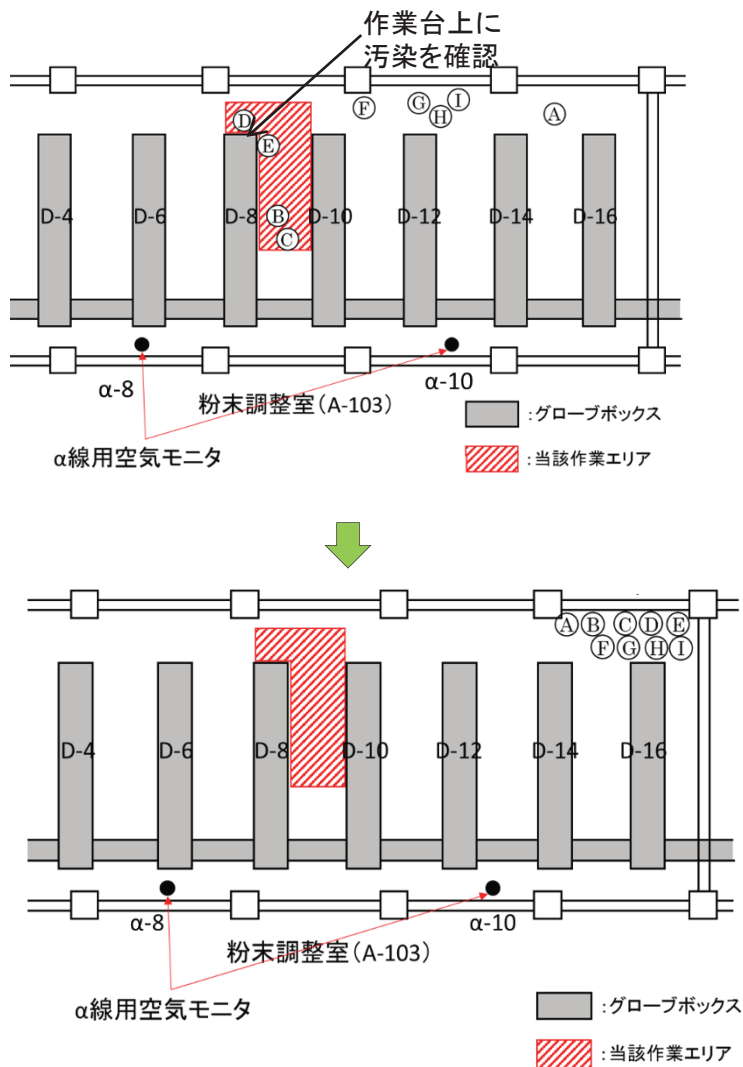 作業台上に
汚染を確認
Ⓕ Ⓖ Ⓗ Ⓘ Ⓐ
Ⓓ
Ⓔ
D-4 D-6 D-8 Ⓑ D-10 D-12 D-14 D-16
Ⓒ
α-8 α-10
粉末調整室(A-103)
α線用空気モニタ
:グローブボックス
:当該作業エリア
Ⓐ Ⓑ Ⓒ Ⓓ Ⓔ
Ⓕ Ⓖ Ⓗ Ⓘ
D-4 D-6 D-8 D-10 D-12 D-14 D-16
α-8 α-10
粉末調整室(A-103)
α線用空気モニタ
:グローブボックス
:当該作業エリア